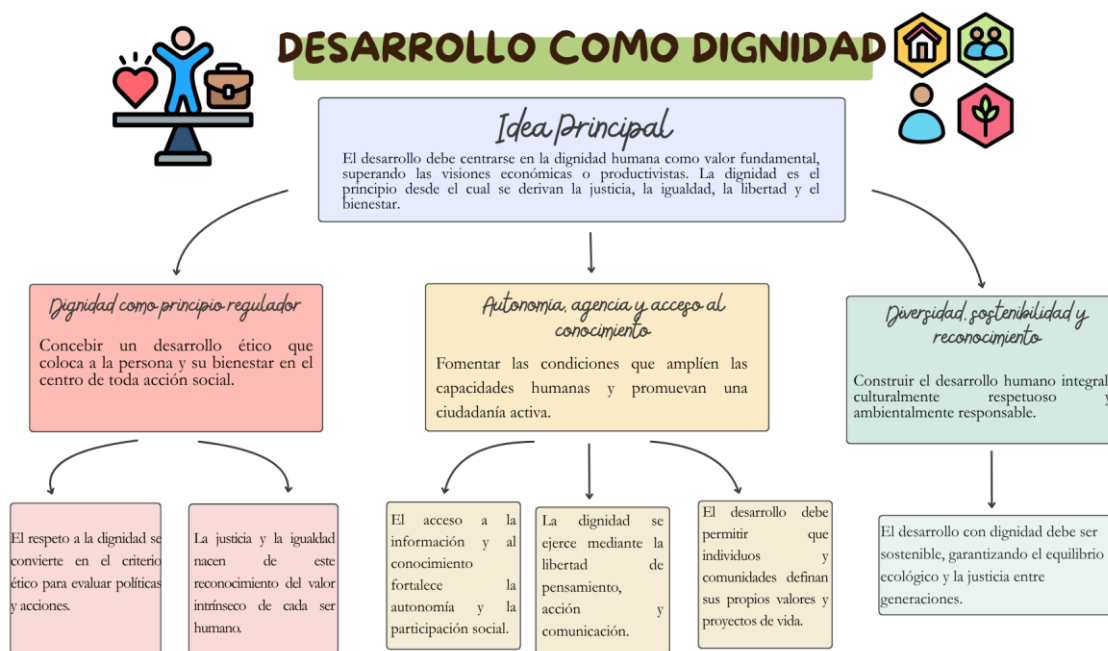 DESARROLLO COMO DIGNIDAD
Idea Principal
El desarrollo debe centrarse en la dignidad humana como valor fundamental,
superando las visiones económicas o productivistas. La dignidad es el
principio desde el cual se derivan la justicia, la igualdad, la libertad y el
bienestar.
Dignidad como principio regulador
Concebir un desarrollo ético que
coloca a la persona y su bienestar en el
centro de toda acción social.
Autonomía, agencia y acceso al
conocimiento
Fomentar las condiciones que amplíen las
capacidades humanas y promuevan una
ciudadanía activa.
Diversidad, sostenibilidad y
reconocimiento
Construir el desarrollo humano integral,
culturalmente respetuoso y
ambientalmente responsable.
El respeto a la dignidad se
convierte en el criterio
ético para evaluar políticas
y acciones.
La justicia y la igualdad
nacen de este
reconocimiento del valor
intrínseco de cada ser
humano.
El acceso a la
información y al
conocimiento
fortalece la
autonomía y la
participación social.
La dignidad se
ejerce mediante la
libertad de
pensamiento,
acción y
comunicación.
El desarrollo debe
permitir que
individuos y
comunidades definan
sus propios valores y
proyectos de vida.
El desarrollo con dignidad debe ser
sostenible, garantizando el equilibrio
ecológico y la justicia entre
generaciones.